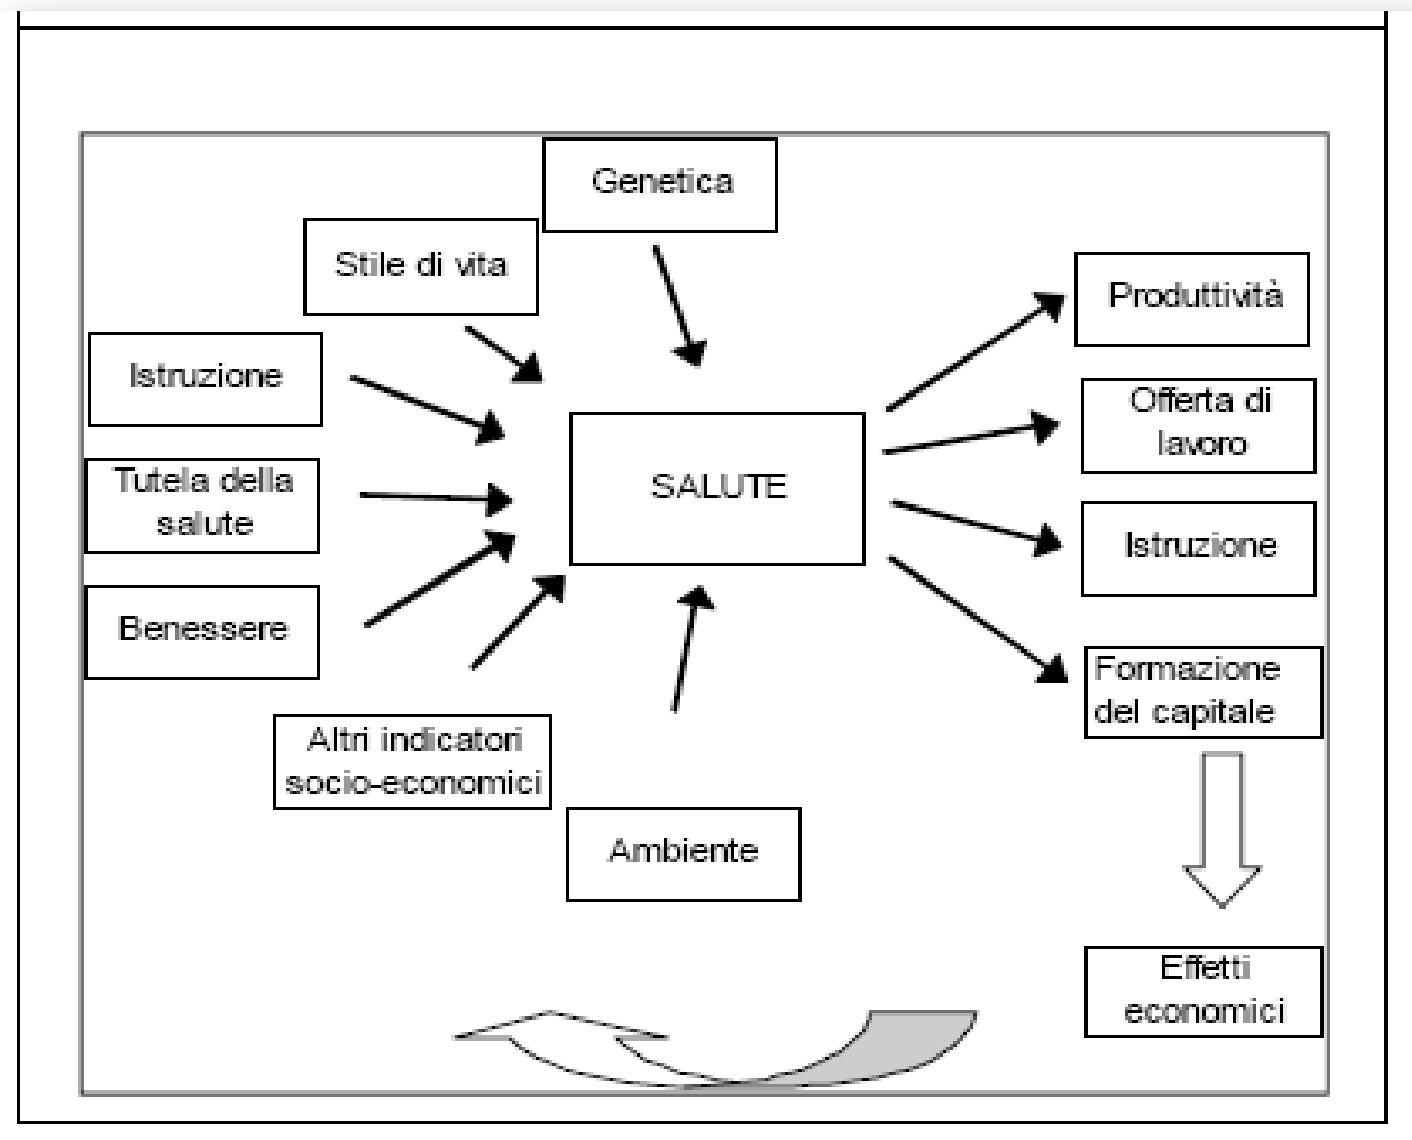 Genetica
Stile di vita
Istruzione
Tutela della
salute
Benessere
Altri indicatori
socio-economici
Ambiente
SALUTE
Produttività
Offerta di
lavoro
Istruzione
Formazione
del capitale
Effetti
economici